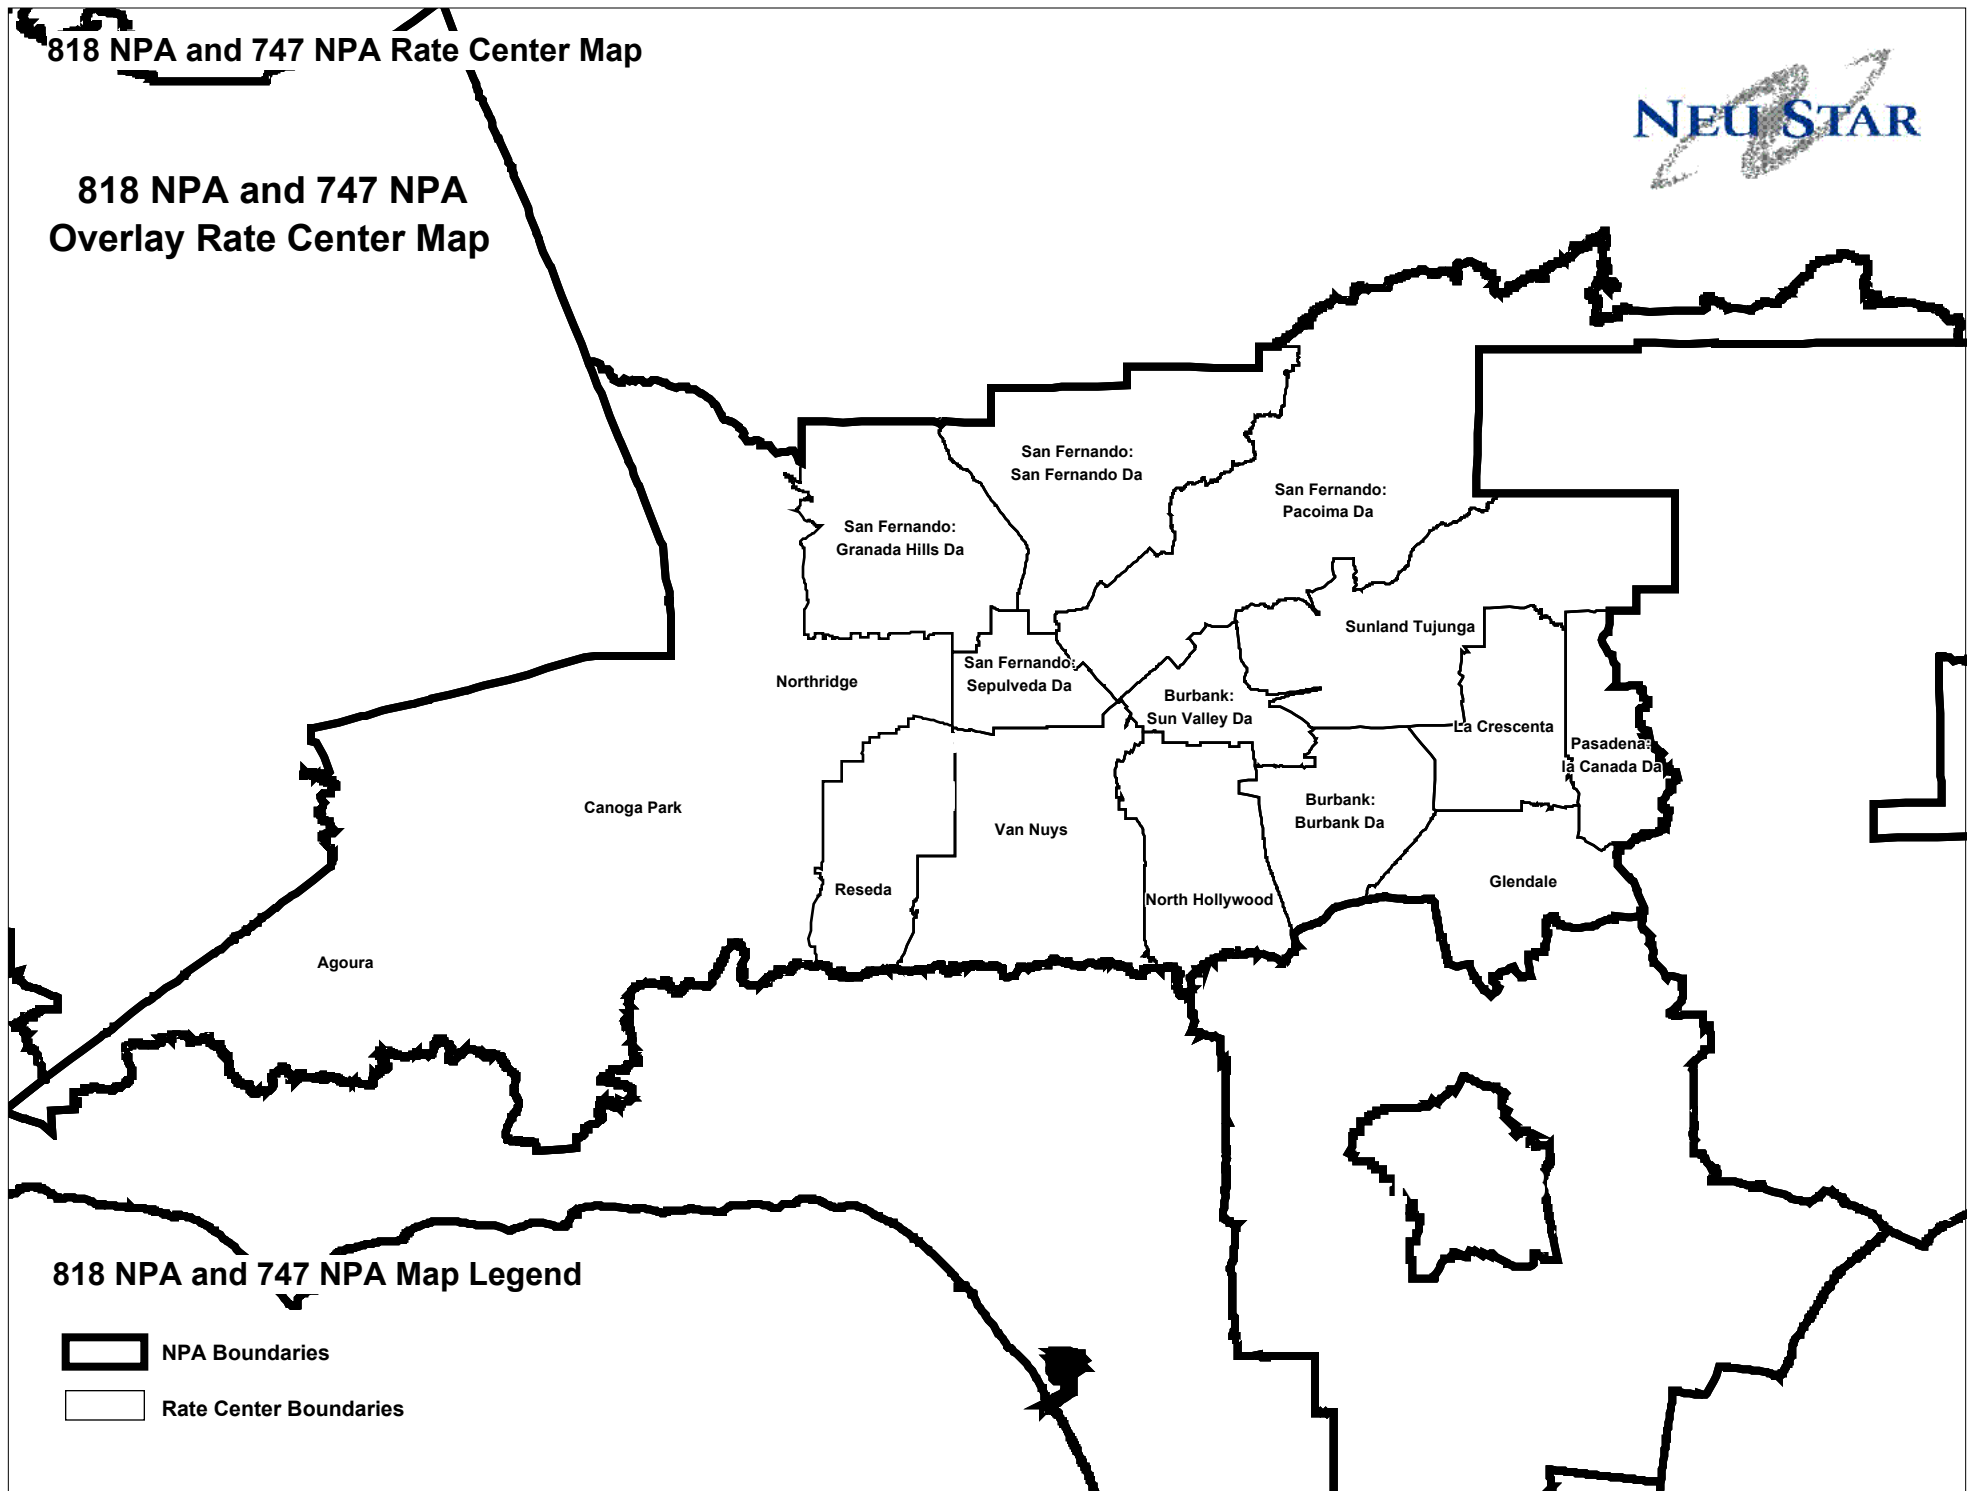 818 NPA and 747 NPA Rate Center Map
NEUSTAR
818 NPA and 747 NPA
Overlay Rate Center Map
San Fernando:
San Fernando Da
San Fernando:
Pacoima Da
San Fernando:
Granada Hills Da
Sunland Tujunga
San Fernando:
Sepulveda Da
Northridge
Burbank:
Sun Valley Da
La Crescenta
Pasadena:
la Canada Da
Canoga Park
Van Nuys
Burbank:
Burbank Da
Reseda
North Hollywood
Glendale
Agoura
818 NPA and 747 NPA Map Legend
NPA Boundaries
Rate Center Boundaries